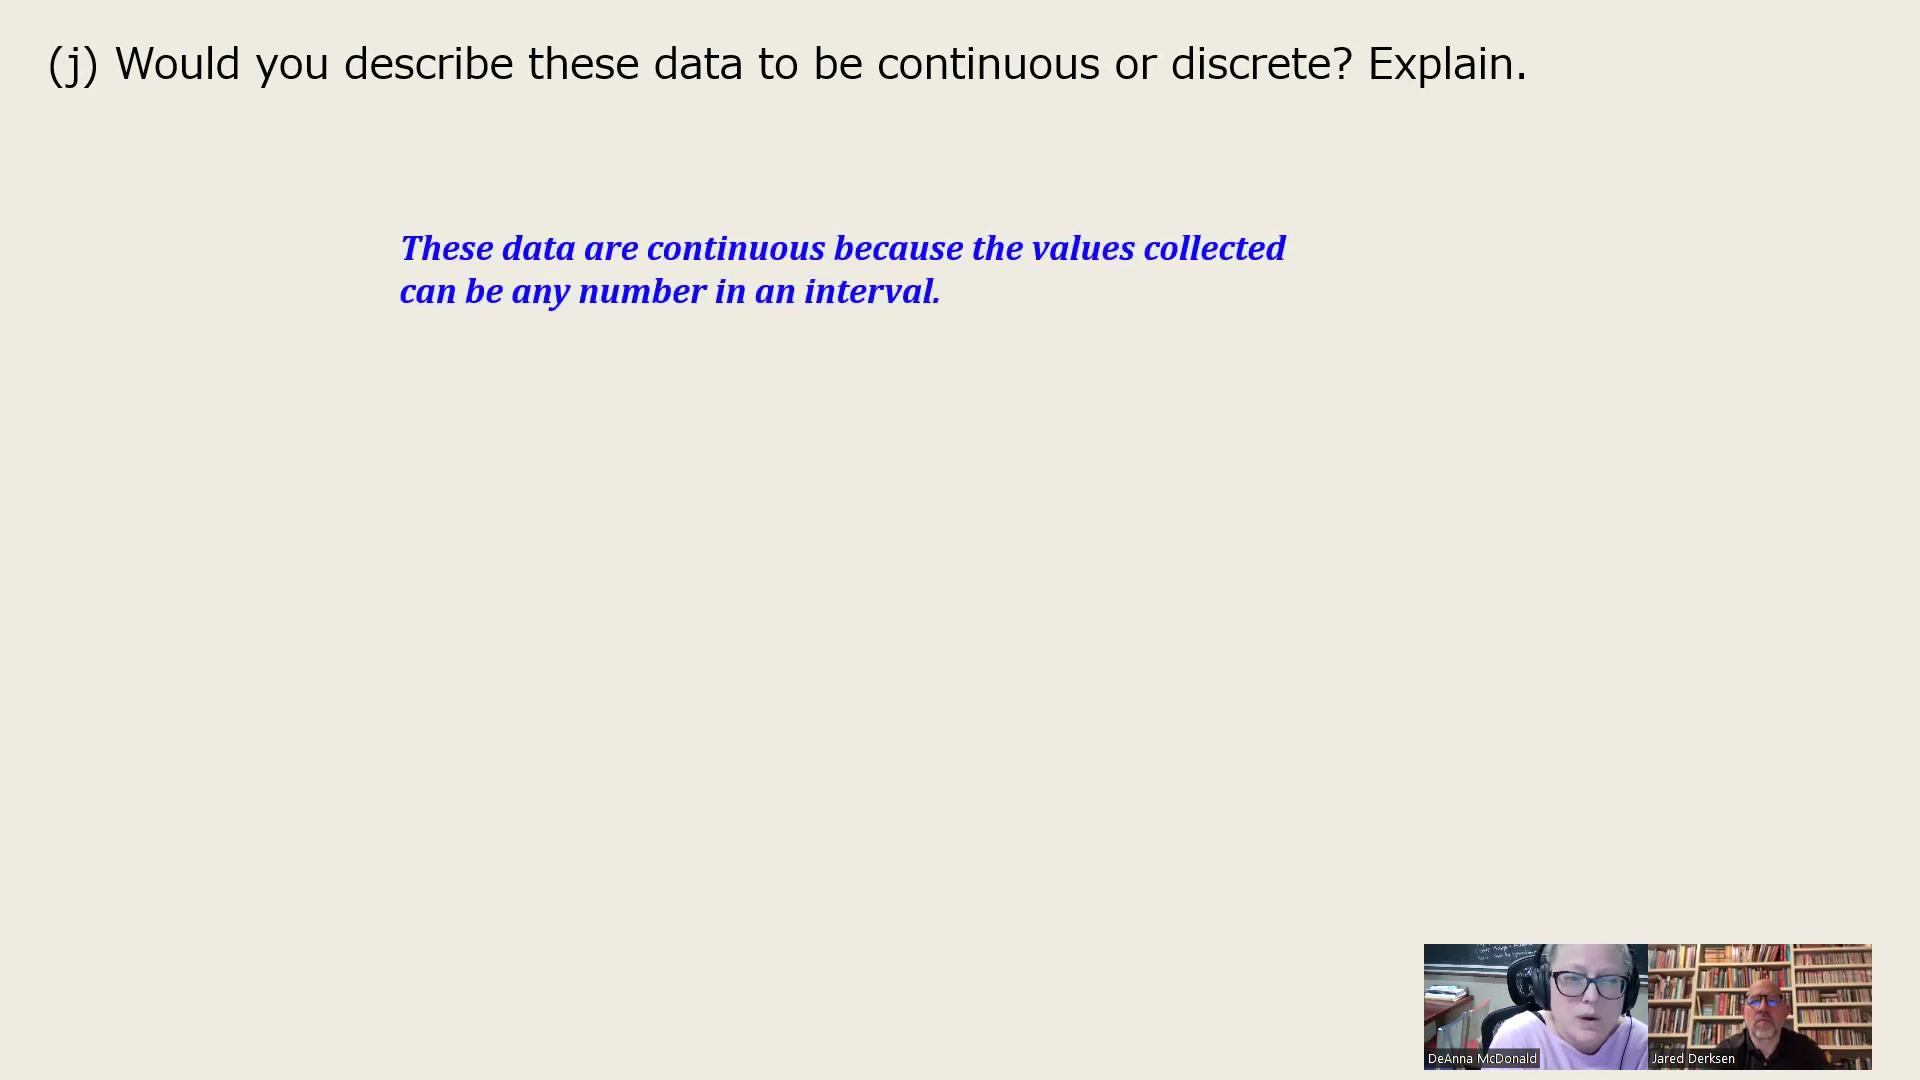 (j) Would you describe these data to be continuous or discrete? Explain.
These data are continuous because the values collected
can be any number in an interval.
DeAnna McDonald
Jared Derksen